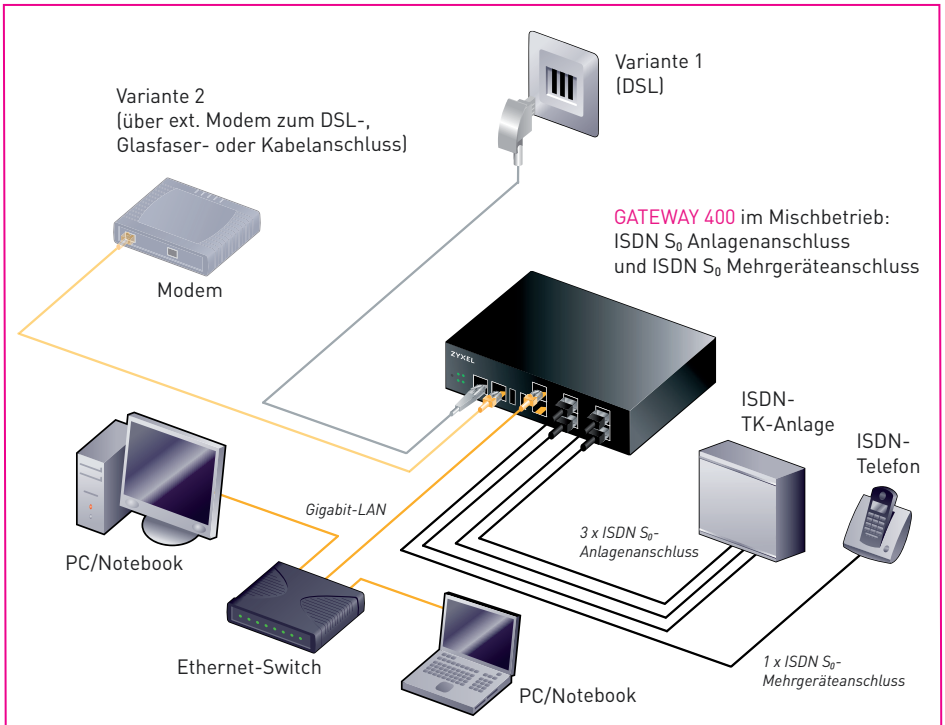 Variante 1
(DSL)
Variante 2
(über ext. Modem zum DSL-,
Glasfaser- oder Kabelanschluss)
Modem
GATEWAY 400 im Mischbetrieb:
ISDN S₀ Anlagenanschluss
und ISDN S₀ Mehrgeräteanschluss
ZYXEL
ISDN-
TK-Anlage
ISDN-
Telefon
Gigabit-LAN
3 x ISDN S₀-
Anlagenanschluss
PC/Notebook
Ethernet-Switch
PC/Notebook
1 x ISDN S₀-
Mehrgeräteanschluss